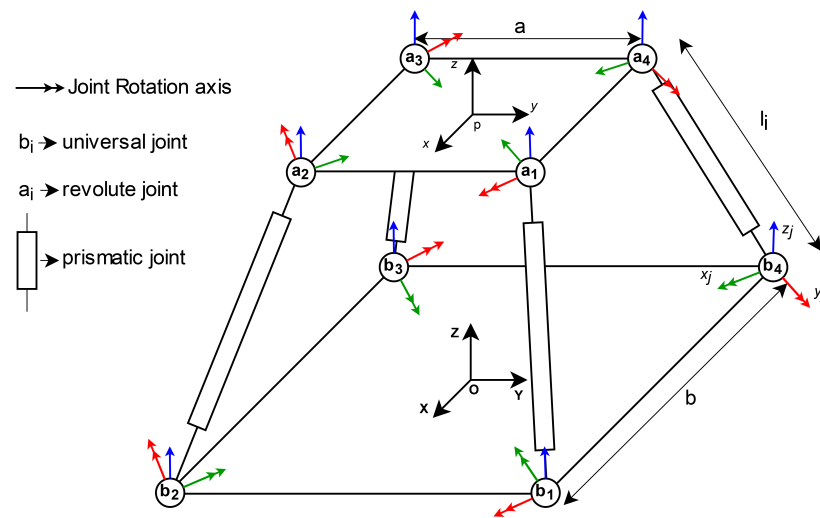 a
a₃
a₄
z
y
x
P
Joint Rotation axis
bᵢ universal joint
aᵢ revolute joint
prismatic joint
lᵢ
a₂
a₁
b₃
b₄
zⱼ
xⱼ
y
z
Y
X
O
b
b₂
b₁